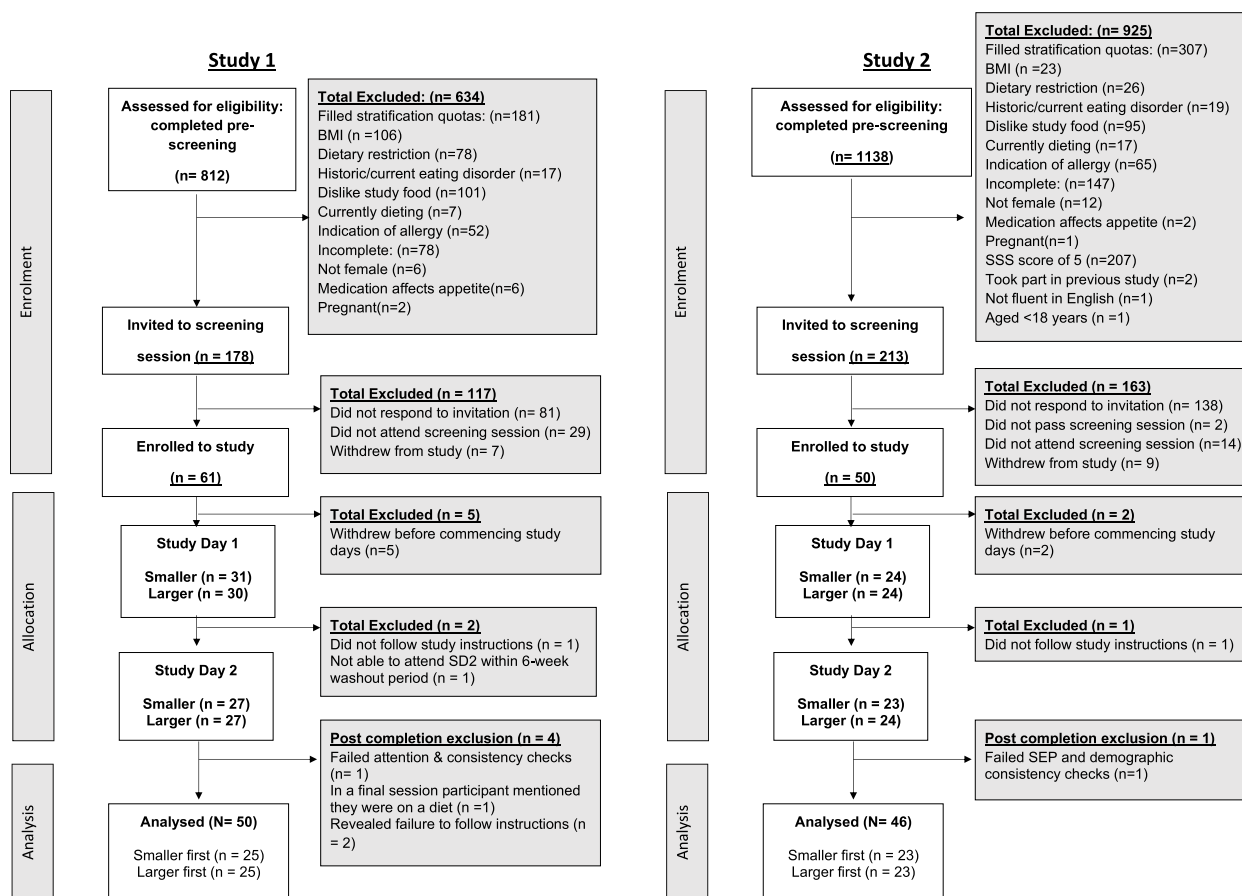 Study 1
Enrolment
Assessed for eligibility:
completed pre-
screening
(n= 812)
Total Excluded: (n= 634)
Filled stratification quotas: (n=181)
BMI (n =106)
Dietary restriction (n=78)
Historic/current eating disorder (n=17)
Dislike study food (n=101)
Currently dieting (n=7)
Indication of allergy (n=52)
Incomplete: (n=78)
Not female (n=6)
Medication affects appetite(n=6)
Pregnant(n=2)
Invited to screening
session (n = 178)
Total Excluded (n = 117)
Did not respond to invitation (n= 81)
Did not attend screening session (n= 29)
Withdrew from study (n= 7)
Enrolled to study
(n = 61)
Allocation
Total Excluded (n = 5)
Withdrew before commencing study
days (n=5)
Study Day 1
Smaller (n = 31)
Larger (n = 30)
Total Excluded (n = 2)
Did not follow study instructions (n = 1)
Not able to attend SD2 within 6-week
washout period (n = 1)
Study Day 2
Smaller (n = 27)
Larger (n = 27)
Post completion exclusion (n = 4)
Failed attention & consistency checks
(n= 1)
In a final session participant mentioned
they were on a diet (n =1)
Revealed failure to follow instructions (n
= 2)
Analysis
Analysed (N= 50)
Smaller first (n = 25)
Larger first (n = 25)
Study 2
Enrolment
Assessed for eligibility:
completed pre-screening
(n= 1138)
Total Excluded: (n= 925)
Filled stratification quotas: (n=307)
BMI (n =23)
Dietary restriction (n=26)
Historic/current eating disorder (n=19)
Dislike study food (n=95)
Currently dieting (n=17)
Indication of allergy (n=65)
Incomplete: (n=147)
Not female (n=12)
Medication affects appetite (n=2)
Pregnant(n=1)
SSS score of 5 (n=207)
Took part in previous study (n=2)
Not fluent in English (n=1)
Aged <18 years (n =1)
Invited to screening
session (n = 213)
Total Excluded (n = 163)
Did not respond to invitation (n= 138)
Did not pass screening session (n= 2)
Did not attend screening session (n=14)
Withdrew from study (n= 9)
Enrolled to study
(n = 50)
Allocation
Total Excluded (n = 2)
Withdrew before commencing study
days (n=2)
Study Day 1
Smaller (n = 24)
Larger (n = 24)
Total Excluded (n = 1)
Did not follow study instructions (n = 1)
Study Day 2
Smaller (n = 23)
Larger (n = 24)
Post completion exclusion (n = 1)
Failed SEP and demographic
consistency checks (n=1)
Analysis
Analysed (N= 46)
Smaller first (n = 23)
Larger first (n = 23)